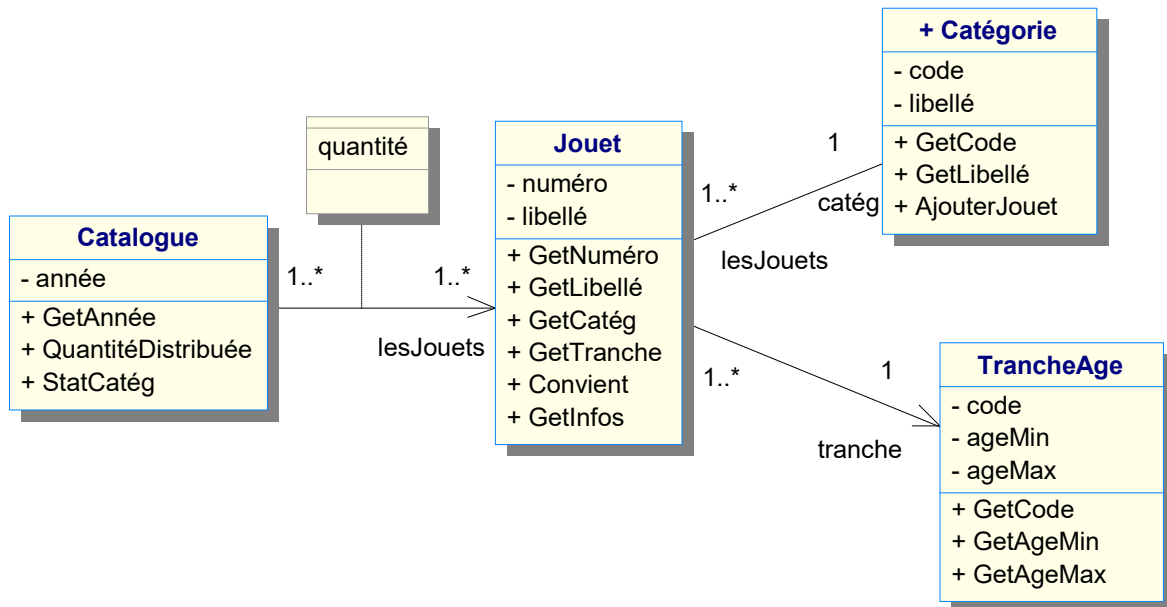 + Catégorie
- code
- libellé
+ GetCode
+ GetLibellé
+ AjouterJouet
quantité
Jouet
- numéro
- libellé
+ GetNuméro
+ GetLibellé
+ GetCatég
+ GetTranche
+ Convient
+ GetInfos
1
1..*
catég
lesJouets
Catalogue
- année
+ GetAnnée
+ QuantitéDistribuée
+ StatCatég
1..*
1..*
lesJouets
1..*
1
tranche
TrancheAge
- code
- ageMin
- ageMax
+ GetCode
+ GetAgeMin
+ GetAgeMax